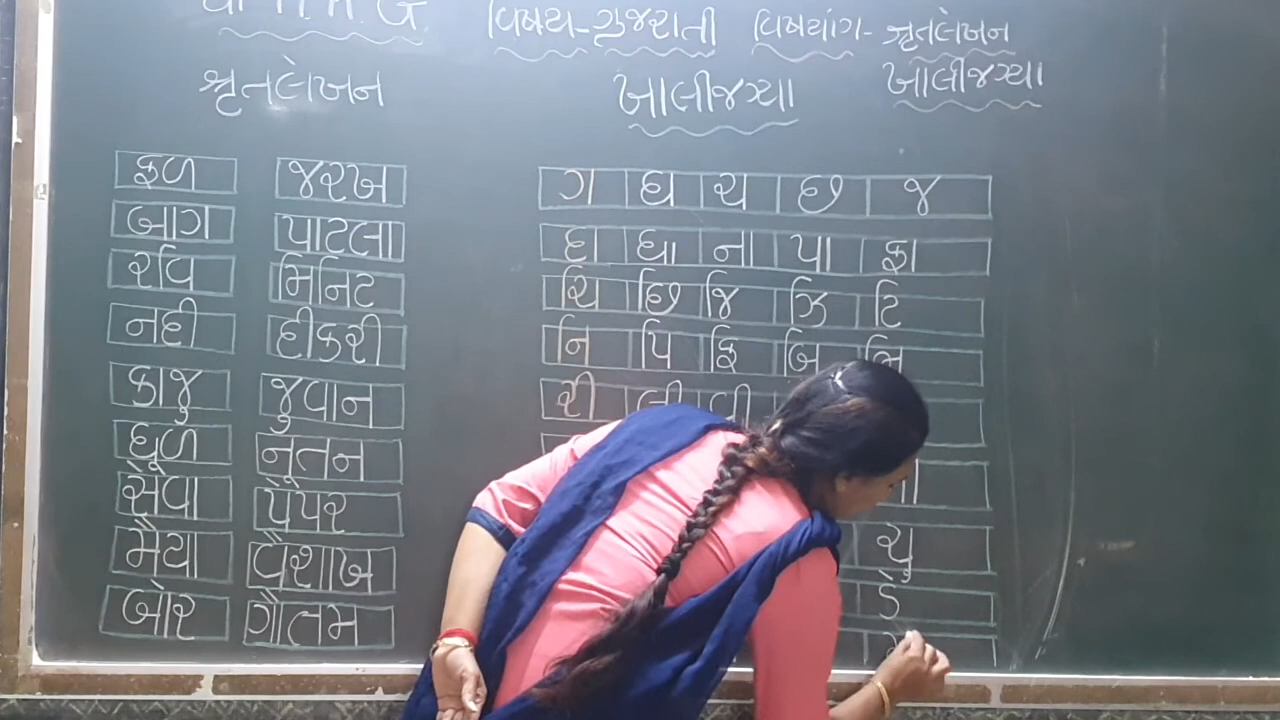 વિષય-ગુજરાતી વિષયાંગ- શ્રૃતલેખન
ખાલીજગ્યા
શ્રૃતલેખન ખાલીજગ્યા
ફળ જરખ
બાગ પાટલા
રવિ મિનિટ
નદી દીકરી
કાજુ જુવાન
ધૂળ નૂતન
સેવા પેપર
મૈયા વૈશાખ
બોર ગૌતમ
ગ ઘ ચ છ જ
દા ધા ના પા ફા
ચિ છિ જિ ઝિ ટિ
નિ પિ ફિ બિ
રી લી વી
ચુ
ડે